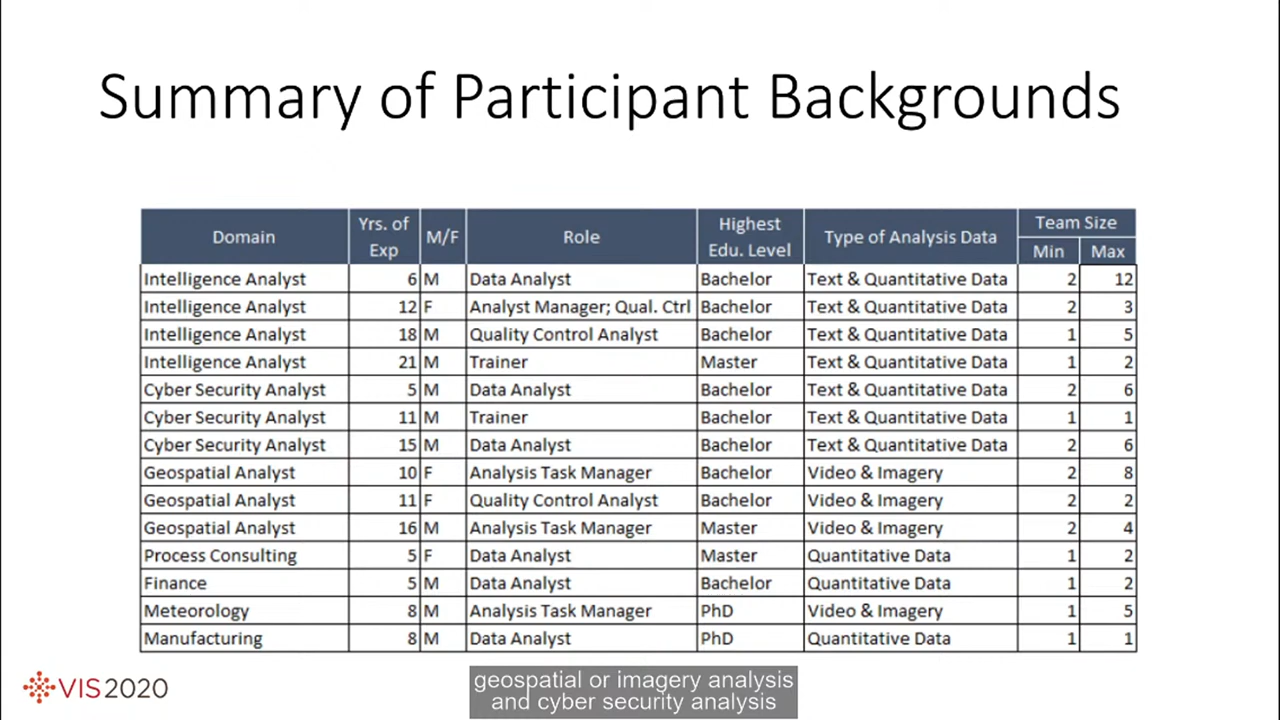 Summary of Participant Backgrounds
Domain Yrs. of Exp M/F Role Highest Edu. Level Type of Analysis Data Team Size Min Max
Intelligence Analyst 6 M Data Analyst Bachelor Text & Quantitative Data 2 12
Intelligence Analyst 12 F Analyst Manager; Qual. Ctrl Bachelor Text & Quantitative Data 2 3
Intelligence Analyst 18 M Quality Control Analyst Bachelor Text & Quantitative Data 1 5
Intelligence Analyst 21 M Trainer Master Text & Quantitative Data 1 2
Cyber Security Analyst 5 M Data Analyst Bachelor Text & Quantitative Data 2 6
Cyber Security Analyst 11 M Trainer Bachelor Text & Quantitative Data 1 1
Cyber Security Analyst 15 M Data Analyst Bachelor Text & Quantitative Data 2 6
Geospatial Analyst 10 F Analysis Task Manager Bachelor Video & Imagery 2 8
Geospatial Analyst 11 F Quality Control Analyst Bachelor Video & Imagery 2 2
Geospatial Analyst 16 M Analysis Task Manager Master Video & Imagery 2 4
Process Consulting 5 F Data Analyst Master Quantitative Data 1 2
Finance 5 M Data Analyst Bachelor Quantitative Data 1 2
Meteorology 8 M Analysis Task Manager PhD Video & Imagery 1 5
Manufacturing 8 M Data Analyst PhD Quantitative Data 1 1
VIS2020
geospatial or imagery analysis
and cyber security analysis